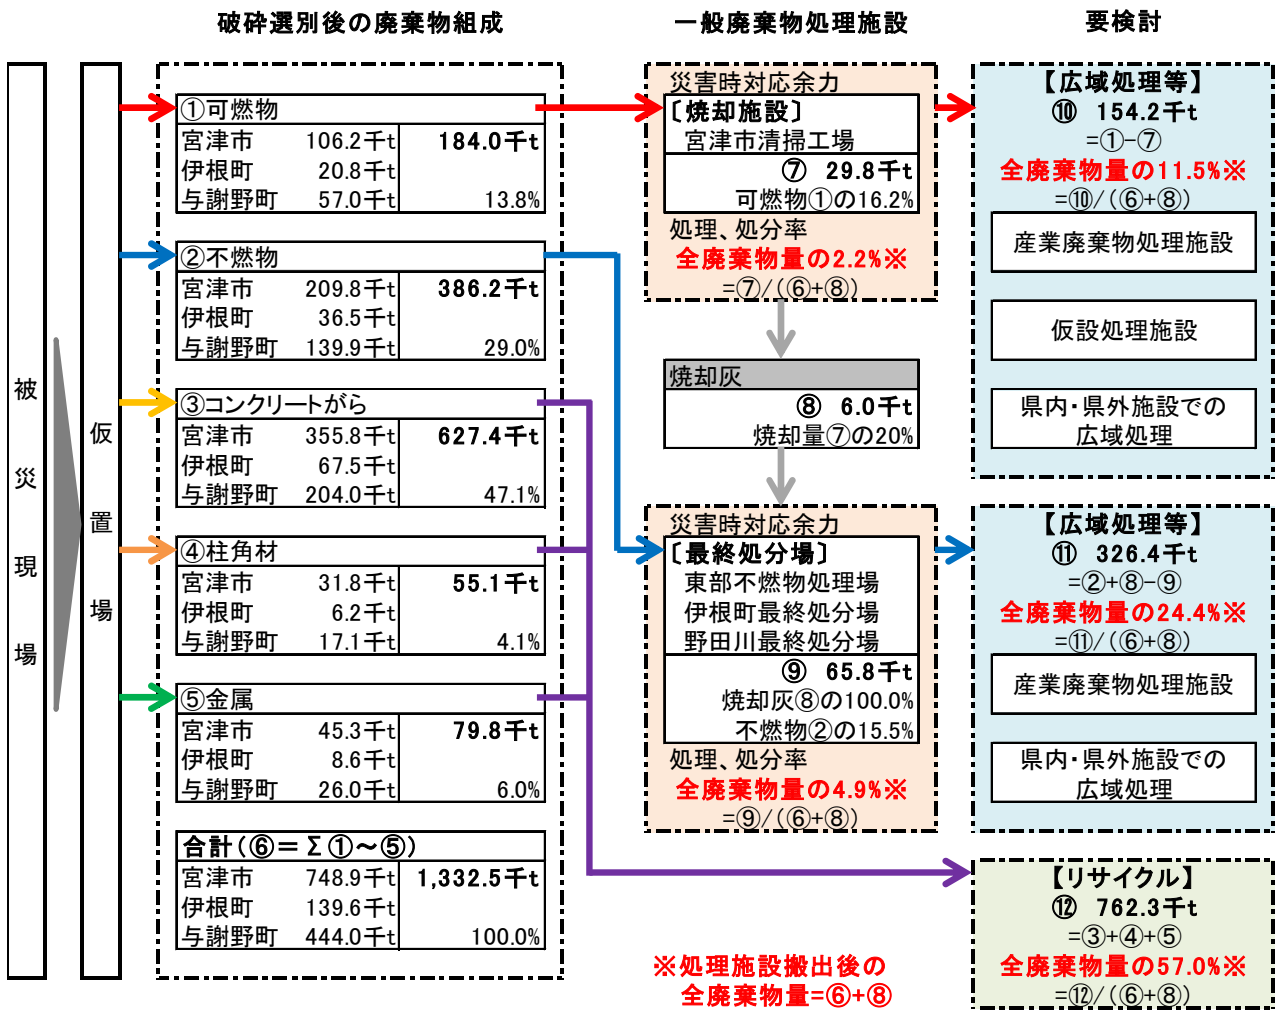 破砕選別後の廃棄物組成
一般廃棄物処理施設
要検討
被災現場
仮置場
①可燃物
宮津市 106.2千t 184.0千t
伊根町 20.8千t
与謝野町 57.0千t 13.8%
②不燃物
宮津市 209.8千t 386.2千t
伊根町 36.5千t
与謝野町 139.9千t 29.0%
③コンクリートがら
宮津市 355.8千t 627.4千t
伊根町 67.5千t
与謝野町 204.0千t 47.1%
④柱角材
宮津市 31.8千t 55.1千t
伊根町 6.2千t
与謝野町 17.1千t 4.1%
⑤金属
宮津市 45.3千t 79.8千t
伊根町 8.6千t
与謝野町 26.0千t 6.0%
合計(⑥=Σ①～⑤)
宮津市 748.9千t 1,332.5千t
伊根町 139.6千t
与謝野町 444.0千t 100.0%
災害時対応余力
〔焼却施設〕
宮津市清掃工場
⑦ 29.8千t
可燃物①の16.2%
処理、処分率
全廃棄物量の2.2%※
=⑦/(⑥+⑧)
焼却灰
⑧ 6.0千t
焼却量⑦の20%
災害時対応余力
〔最終処分場〕
東部不燃物処理場
伊根町最終処分場
野田川最終処分場
⑨ 65.8千t
焼却灰⑧の100.0%
不燃物②の15.5%
処理、処分率
全廃棄物量の4.9%※
=⑨/(⑥+⑧)
※処理施設搬出後の
全廃棄物量=⑥+⑧
【広域処理等】
⑩ 154.2千t
=①-⑦
全廃棄物量の11.5%※
=⑩/(⑥+⑧)
産業廃棄物処理施設
仮設処理施設
県内・県外施設での
広域処理
【広域処理等】
⑪ 326.4千t
=②+⑧-⑨
全廃棄物量の24.4%※
=⑪/(⑥+⑧)
産業廃棄物処理施設
県内・県外施設での
広域処理
【リサイクル】
⑫ 762.3千t
=③+④+⑤
全廃棄物量の57.0%※
=⑫/(⑥+⑧)